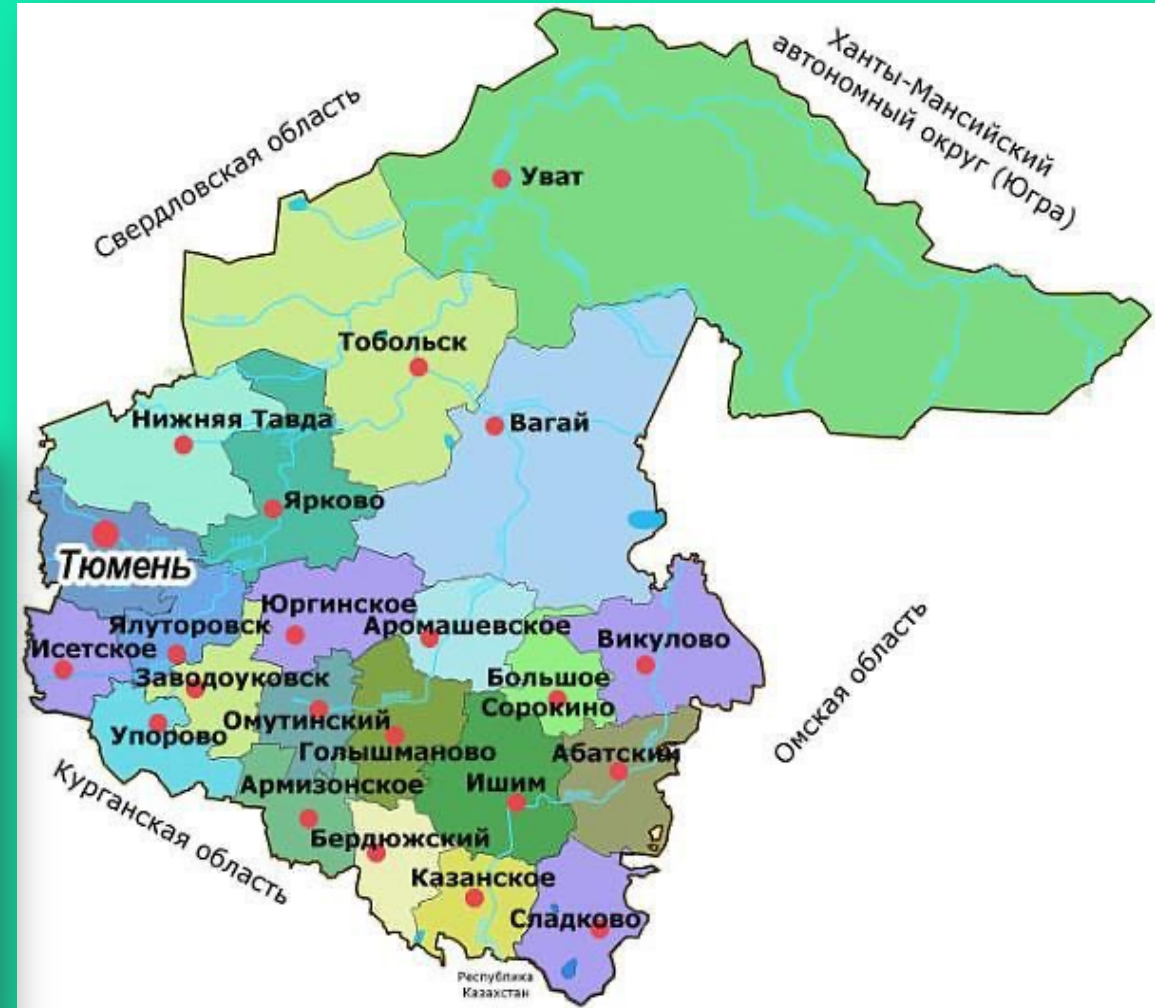 Ханты-Мансийский
автономный округ (Югра)
Свердловская область
Уват
Тобольск
Нижняя Тавда
Вагай
Ярково
Тюмень
Юргинское
Аромашевское
Ялуторовск
Исетское
Викулово
Заводоуковск
Большое
Сорокино
Омутинский
Упорово
Голышманово
Абатский
Армизонское
Ишим
Омская область
Курганская область
Бердюжский
Казанское
Сладково
Республика
Казахстан